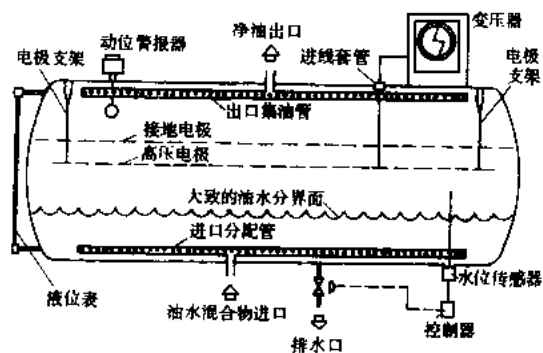 净油出口
变压器
动位警报器
进线套管
电极支架
电极
支架
出口集油管
接地电极
高压电极
大致的油水分界面
进口分配管
水位传感器
液位表
油水混合物进口
控制器
排水口